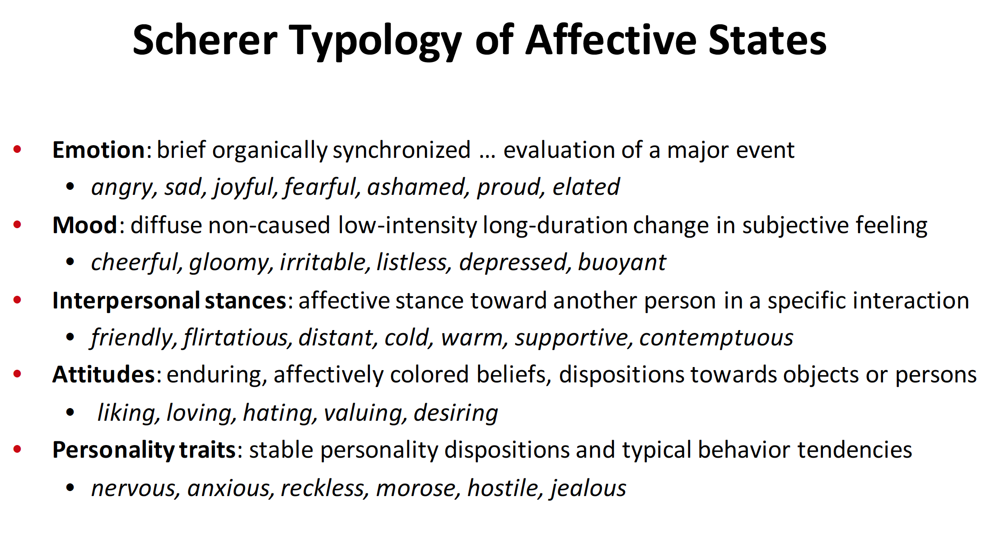 Scherer Typology of Affective States
• Emotion: brief organically synchronized … evaluation of a major event
• angry, sad, joyful, fearful, ashamed, proud, elated
• Mood: diffuse non-caused low-intensity long-duration change in subjective feeling
• cheerful, gloomy, irritable, listless, depressed, buoyant
• Interpersonal stances: affective stance toward another person in a specific interaction
• friendly, flirtatious, distant, cold, warm, supportive, contemptuous
• Attitudes: enduring, affectively colored beliefs, dispositions towards objects or persons
• liking, loving, hating, valuing, desiring
• Personality traits: stable personality dispositions and typical behavior tendencies
• nervous, anxious, reckless, morose, hostile, jealous